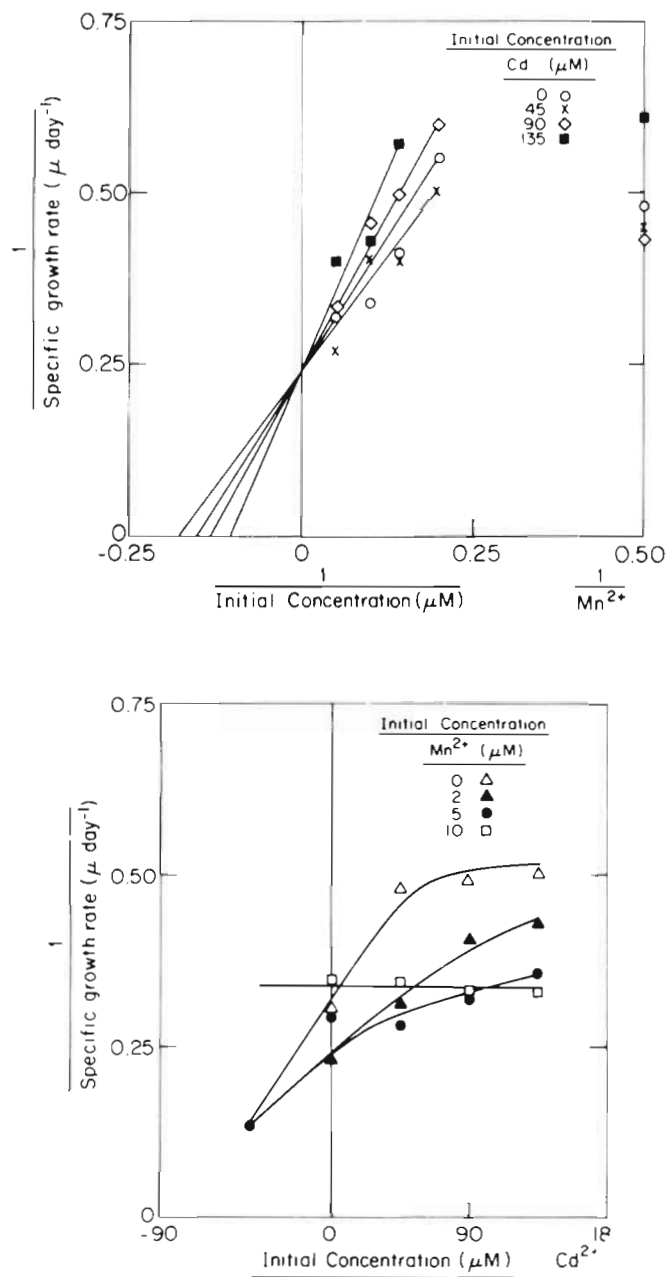 0.75
0.50
0.25
0
-0.25
0
0.25
0.50
1
Specific growth rate (μ day⁻¹)
Initial Concentration
Cd (μM)
0 ○
45 x
90 ◇
135 ■
1
Initial Concentration (μM)
1
Mn²⁺
0.75
0.50
0.25
0
-90
0
90
18
1
Specific growth rate (μ day⁻¹)
Initial Concentration
Mn²⁺ (μM)
0 △
2 ▲
5 ●
10 □
Initial Concentration (μM) Cd²⁺